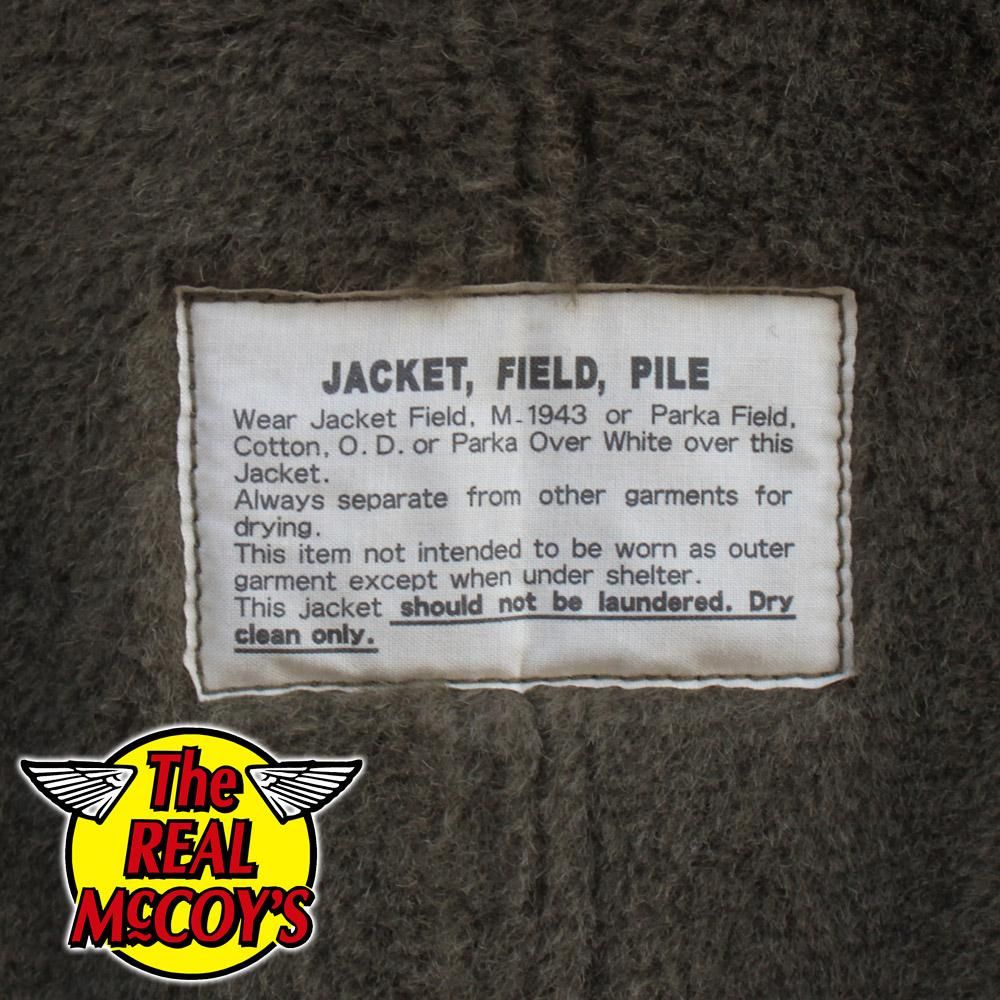 JACKET, FIELD, PILE
Wear Jacket Field, M-1943 or Parka Field,
Cotton, O. D. or Parka Over White over this
Jacket.
Always separate from other garments for
drying.
This item not intended to be worn as outer
garment except when under shelter.
This jacket should not be laundered. Dry
clean only.
The
REAL
McCOY'S